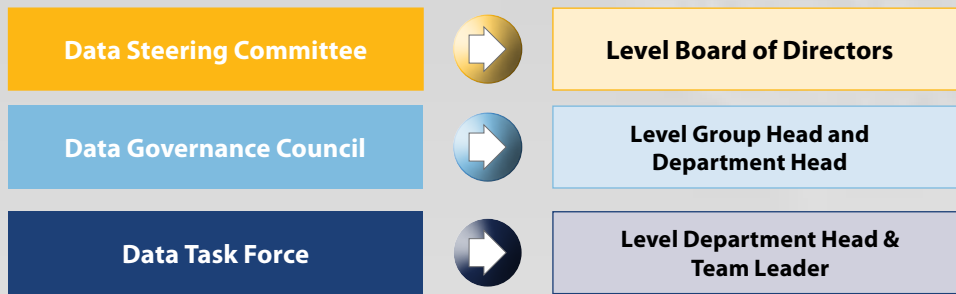 Data Steering Committee
Level Board of Directors
Data Governance Council
Level Group Head and
Department Head
Data Task Force
Level Department Head &
Team Leader